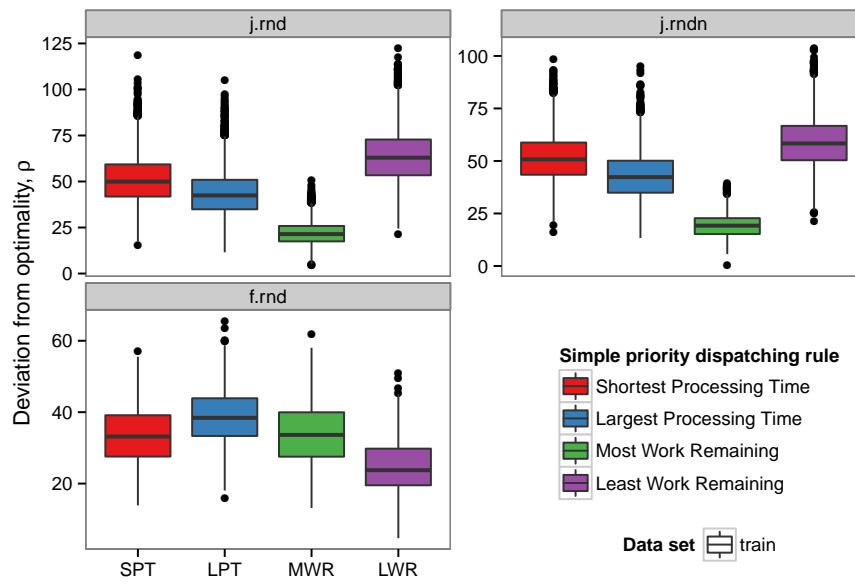 j.rnd
j.rndn
125
100
75
50
25
0
100
75
50
25
0
f.rnd
60
40
20
Deviation from optimality, ρ
SPT LPT MWR LWR
Simple priority dispatching rule
Shortest Processing Time
Largest Processing Time
Most Work Remaining
Least Work Remaining
Data set train